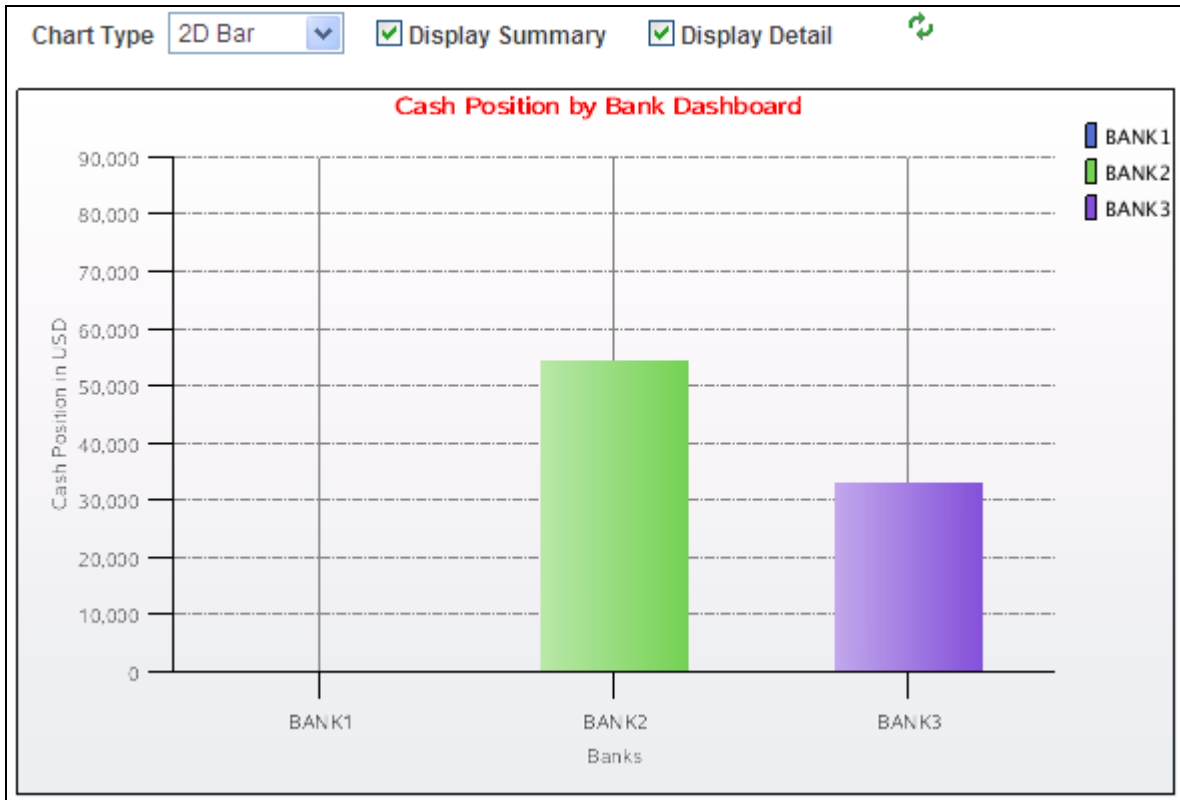 Chart Type 2D Bar Display Summary Display Detail
Cash Position by Bank Dashboard
BANK1
BANK2
BANK3
90,000
80,000
70,000
60,000
50,000
40,000
30,000
20,000
10,000
0
Cash Position in USD
BANK1 BANK2 BANK3
Banks